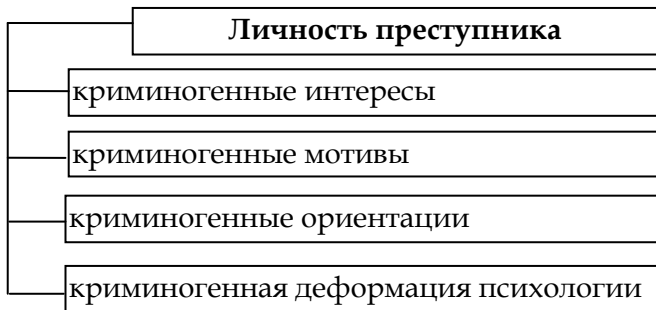 Личность преступника
криминогенные интересы
криминогенные мотивы
криминогенные ориентации
криминогенная деформация психологии